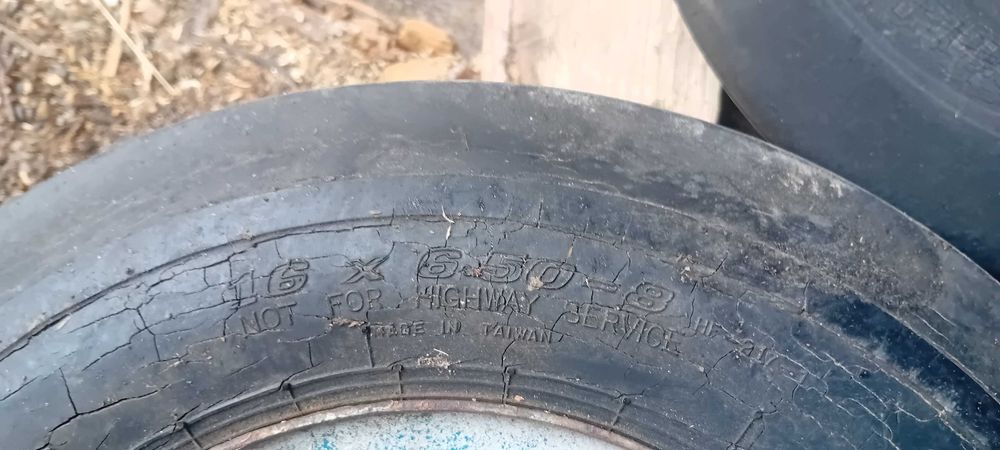 16 x 6.50-8
NOT FOR HIGHWAY SERVICE
MADE IN TAIWAN